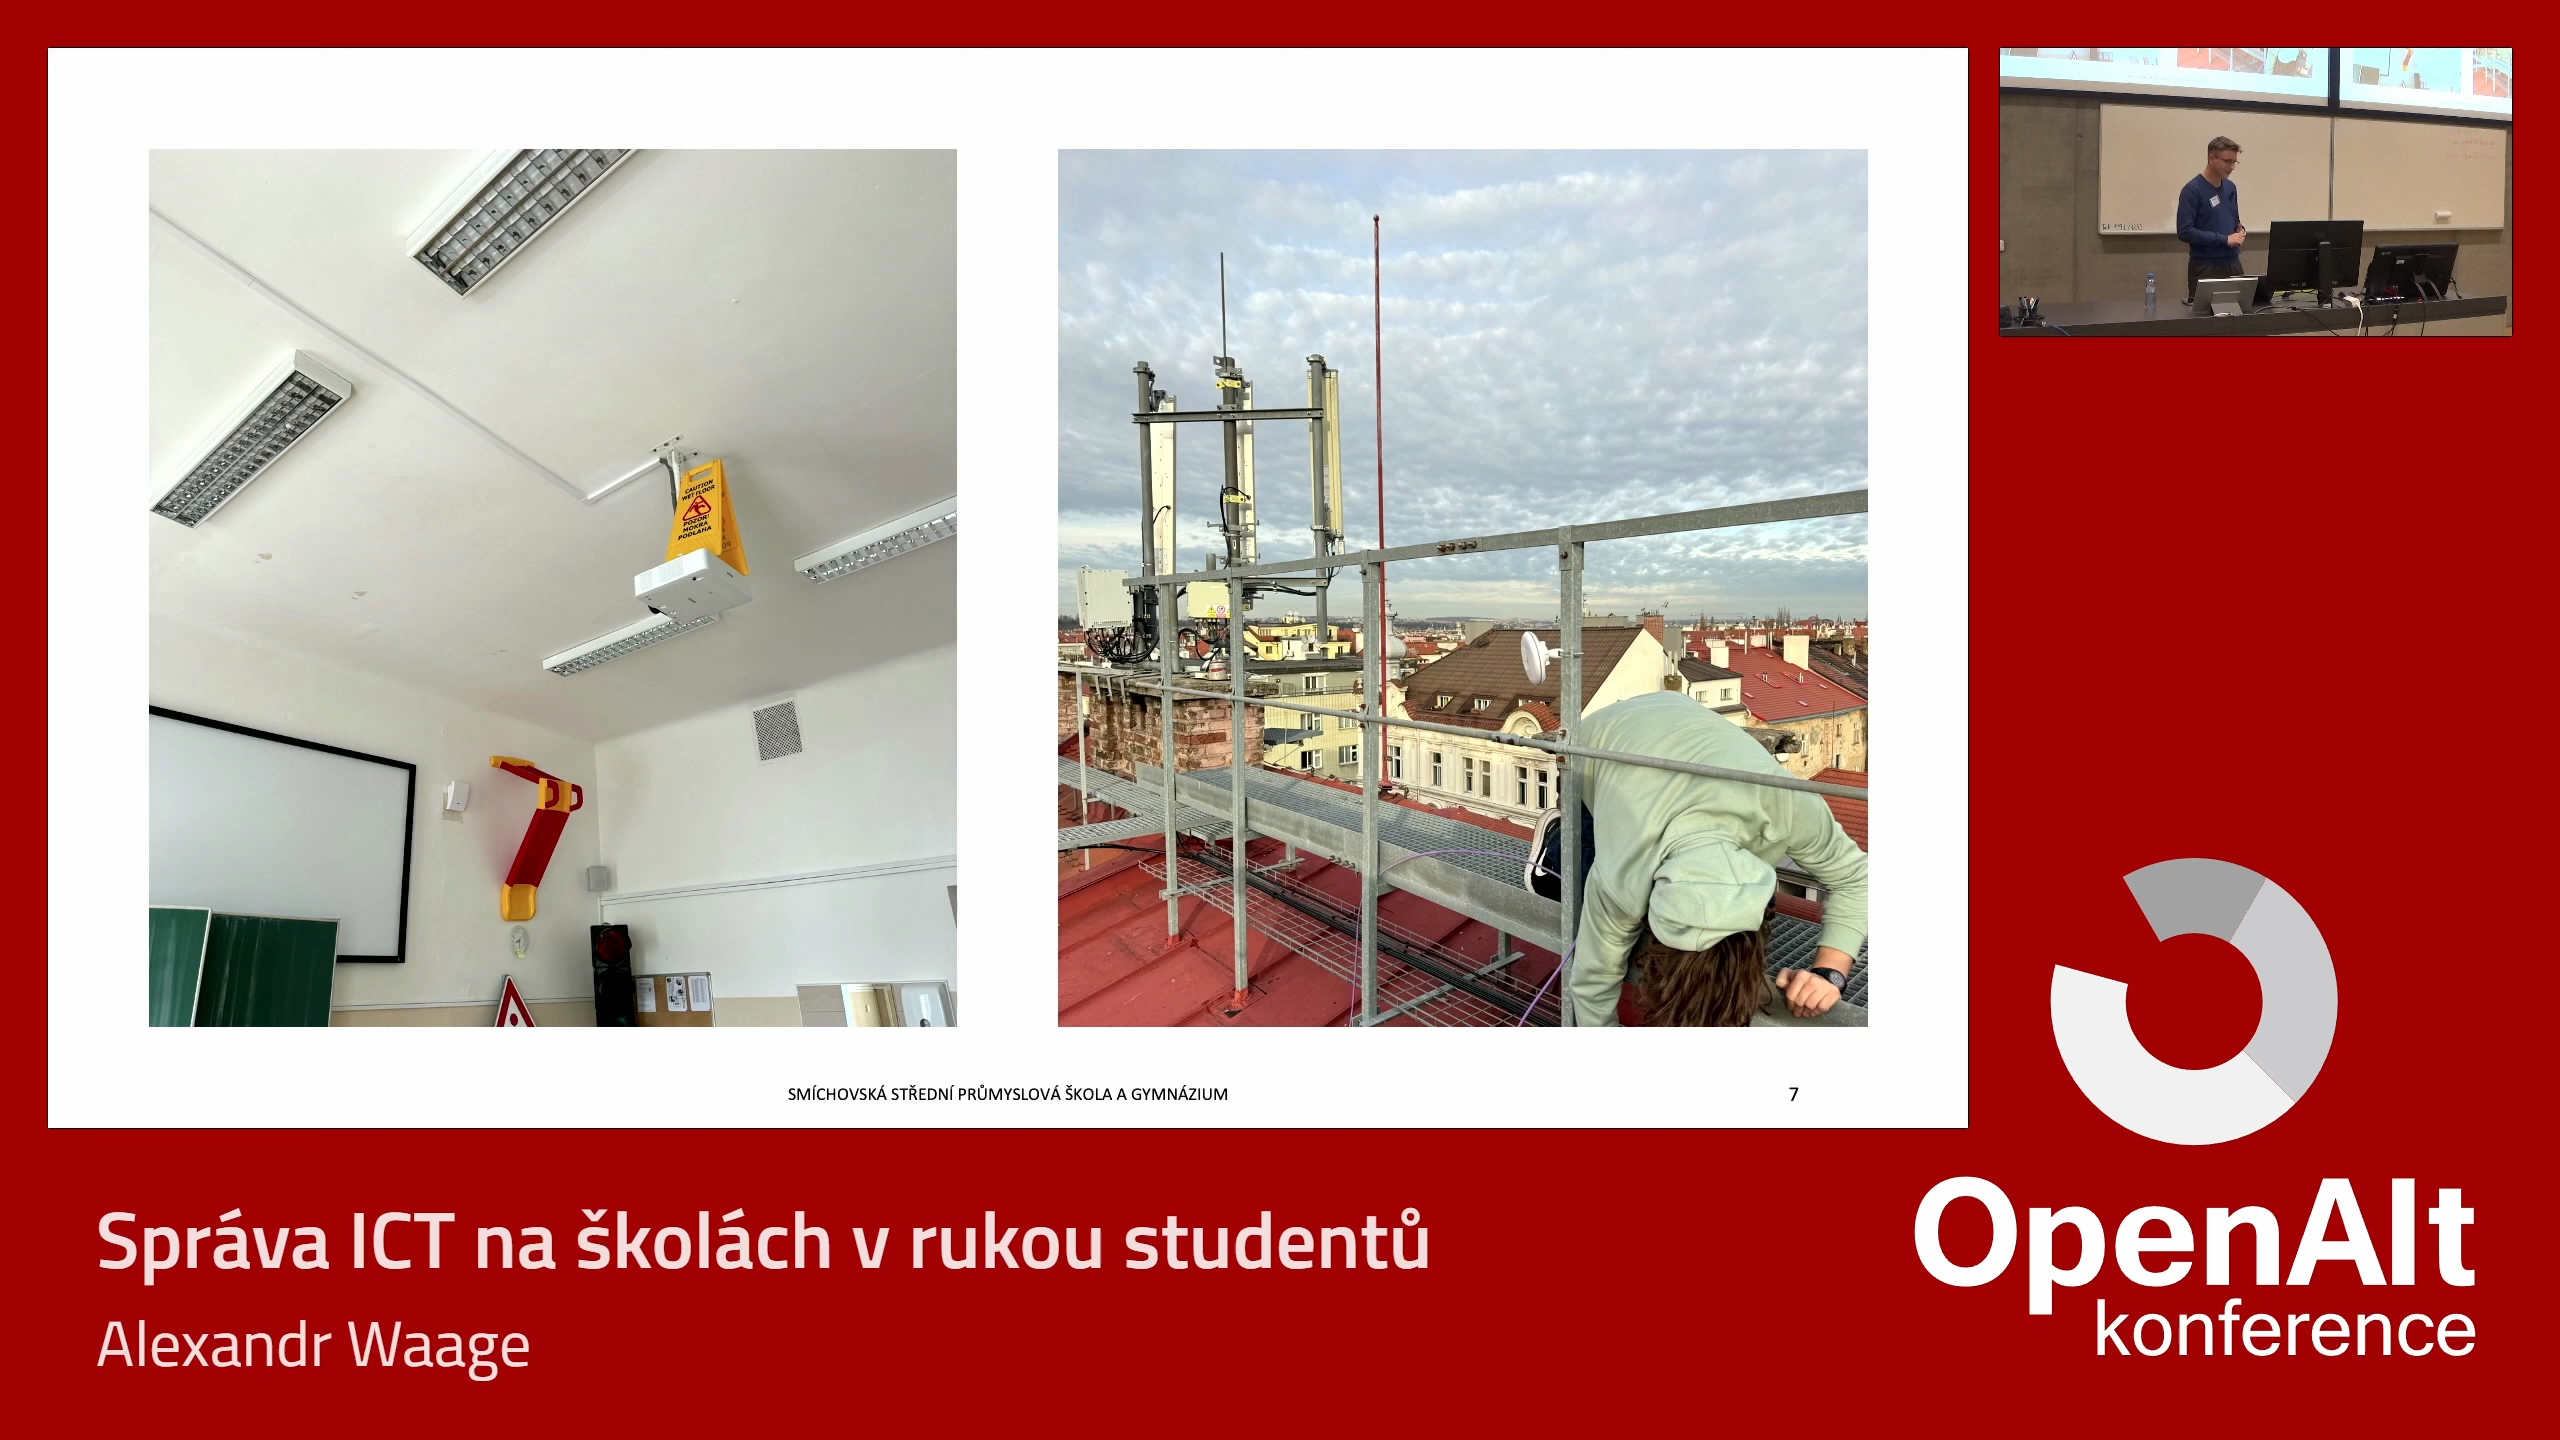 CAUTION
WET FLOOR
POZOR!
MOKRÁ
PODLAHA
SMÍCHOVSKÁ STŘEDNÍ PRŮMYSLOVÁ ŠKOLA A GYMNÁZIUM
7
Správa ICT na školách v rukou studentů
Alexandr Waage
OpenAlt
konference